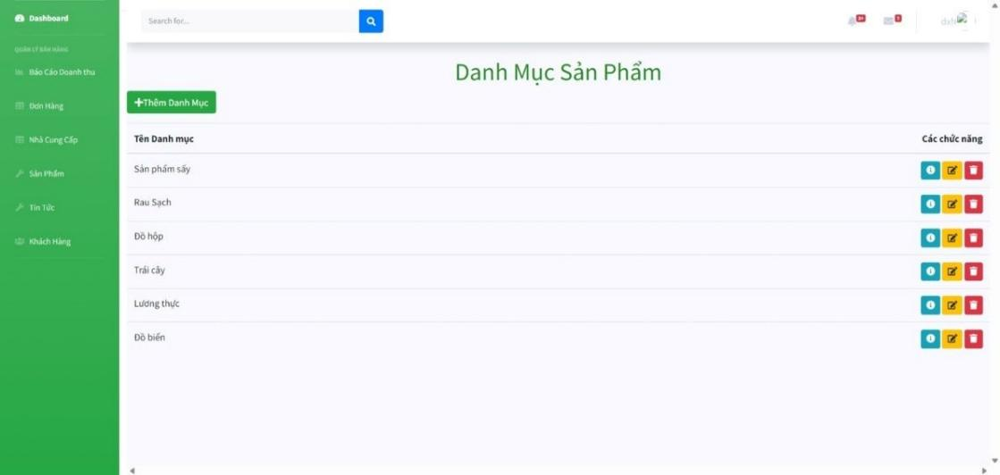 Dashboard
Search for...
3+
7
QUẢN LÝ BÁN HÀNG
Báo Cáo Doanh thu
Đơn Hàng
Nhà Cung Cấp
Sản Phẩm
Tin Tức
Khách Hàng
Danh Mục Sản Phẩm
+Thêm Danh Mục
Tên Danh mục
Các chức năng
Sản phẩm sấy
Rau Sạch
Đồ hộp
Trái cây
Lương thực
Đồ biển